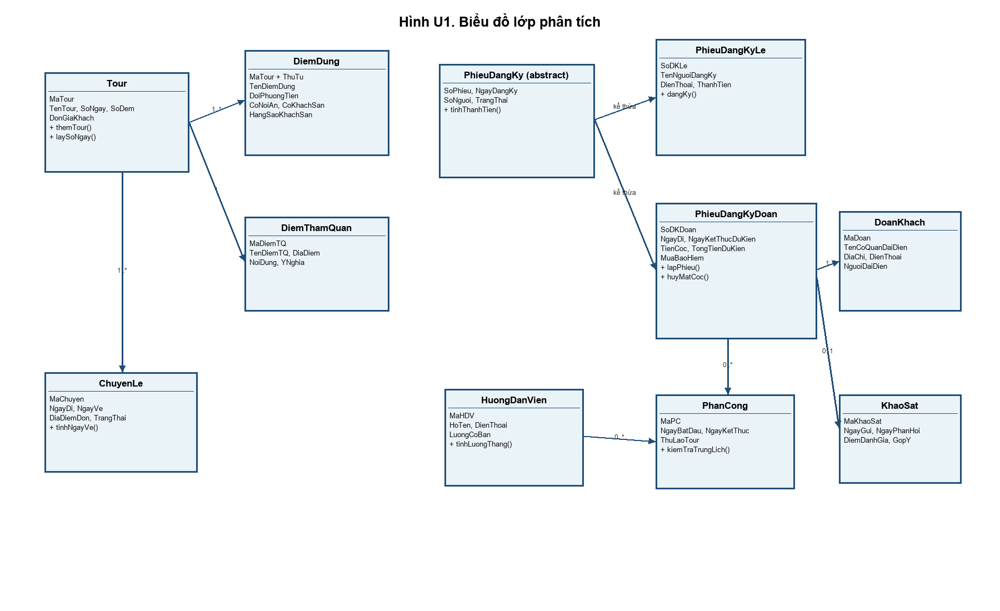 Hình U1. Biểu đồ lớp phân tích
Tour
MaTour
TenTour, SoNgay, SoDem
DonGiaKhach
+ themTour()
+ laySoNgay()
1..*
DiemDung
MaTour + ThuTu
TenDiemDung
DoiPhuongTien
CoNoiAn, CoKhachSan
HangSaoKhachSan
*
DiemThamQuan
MaDiemTQ
TenDiemTQ, DiaDiem
NoiDung, YNghia
1..*
ChuyenLe
MaChuyen
NgayDi, NgayVe
DiaDiemDon, TrangThai
+ tinhNgayVe()
PhieuDangKy (abstract)
SoPhieu, NgayDangKy
SoNguoi, TrangThai
+ tinhThanhTien()
kế thừa
PhieuDangKyLe
SoDKLe
TenNguoiDangKy
DienThoai, ThanhTien
+ dangKy()
kế thừa
PhieuDangKyDoan
SoDKDoan
NgayDi, NgayKetThucDuKien
TienCoc, TongTienDuKien
MuaBaoHiem
+ lapPhieu()
+ huyMatCoc()
DoanKhach
MaDoan
TenCoQuanDaiDien
DiaChi, DienThoai
NguoiDaiDien
0..1
0..*
HuongDanVien
MaHDV
HoTen, DienThoai
LuongCoBan
+ tinhLuongThang()
0..*
PhanCong
MaPC
NgayBatDau, NgayKetThuc
ThuLaoTour
+ kiemTraTrungLich()
KhaoSat
MaKhaoSat
NgayGui, NgayPhanHoi
DiemDanhGia, GopY